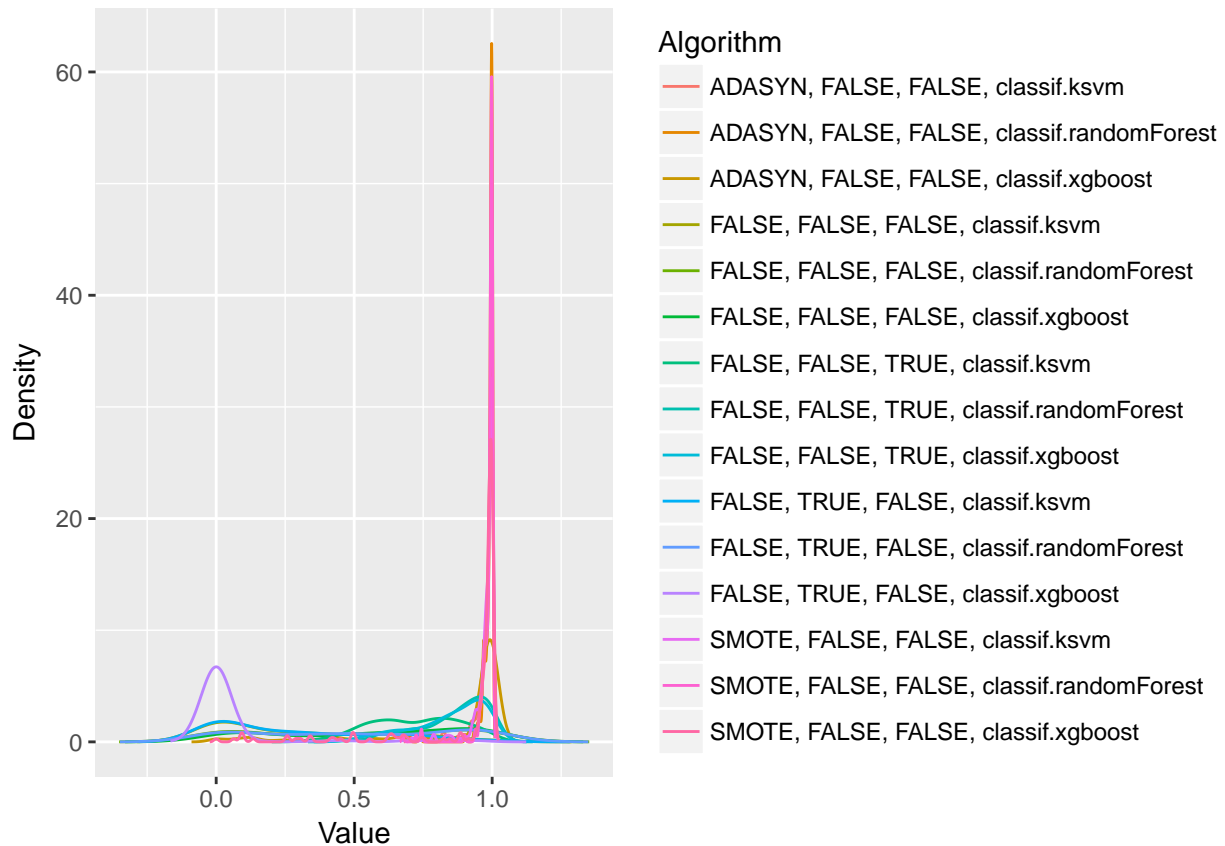 Algorithm
ADASYN, FALSE, FALSE, classif.ksvm
ADASYN, FALSE, FALSE, classif.randomForest
ADASYN, FALSE, FALSE, classif.xgboost
FALSE, FALSE, FALSE, classif.ksvm
FALSE, FALSE, FALSE, classif.randomForest
FALSE, FALSE, FALSE, classif.xgboost
FALSE, FALSE, TRUE, classif.ksvm
FALSE, FALSE, TRUE, classif.randomForest
FALSE, FALSE, TRUE, classif.xgboost
FALSE, TRUE, FALSE, classif.ksvm
FALSE, TRUE, FALSE, classif.randomForest
FALSE, TRUE, FALSE, classif.xgboost
SMOTE, FALSE, FALSE, classif.ksvm
SMOTE, FALSE, FALSE, classif.randomForest
SMOTE, FALSE, FALSE, classif.xgboost
Density
60
40
20
0
0.0
0.5
1.0
Value